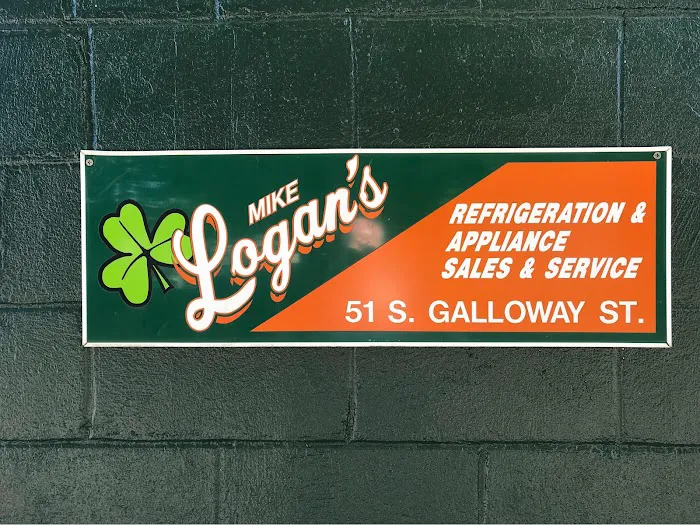 MIKE
Logan's
REFRIGERATION &
APPLIANCE
SALES & SERVICE
51 S. GALLOWAY ST.